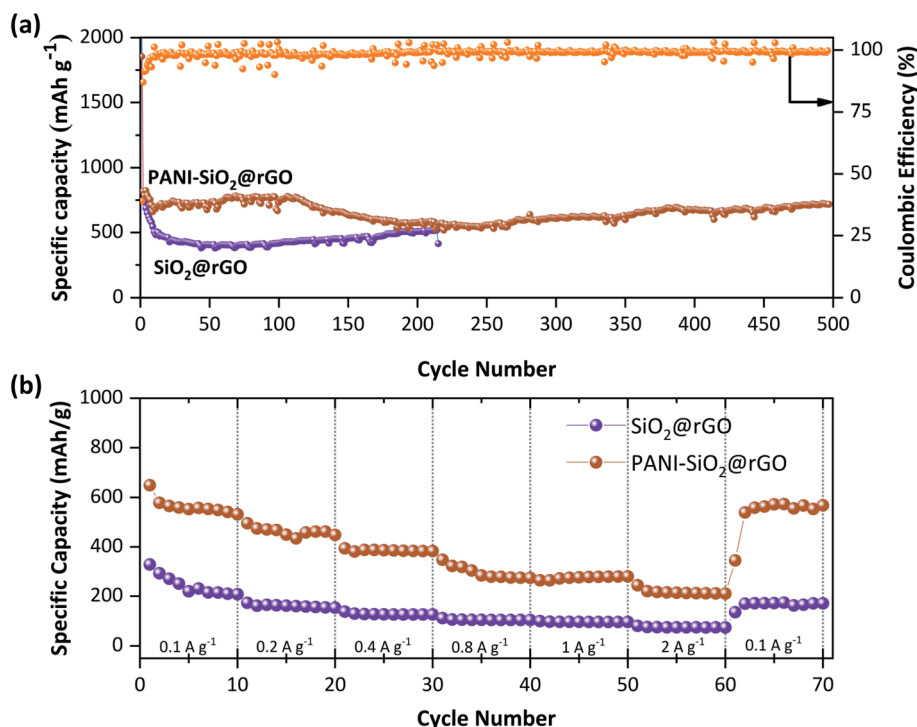 (a)
2000
1500
1000
500
0
Specific capacity (mAh g⁻¹)
PANI-SiO₂@rGO
SiO₂@rGO
100
75
50
25
0
Coulombic Efficiency (%)
0 50 100 150 200 250 300 350 400 450 500
Cycle Number
(b)
1000
800
600
400
200
0
Specific Capacity (mAh/g)
SiO₂@rGO
PANI-SiO₂@rGO
0.1 A g⁻¹ 0.2 A g⁻¹ 0.4 A g⁻¹ 0.8 A g⁻¹ 1 A g⁻¹ 2 A g⁻¹ 0.1 A g⁻¹
0 10 20 30 40 50 60 70
Cycle Number